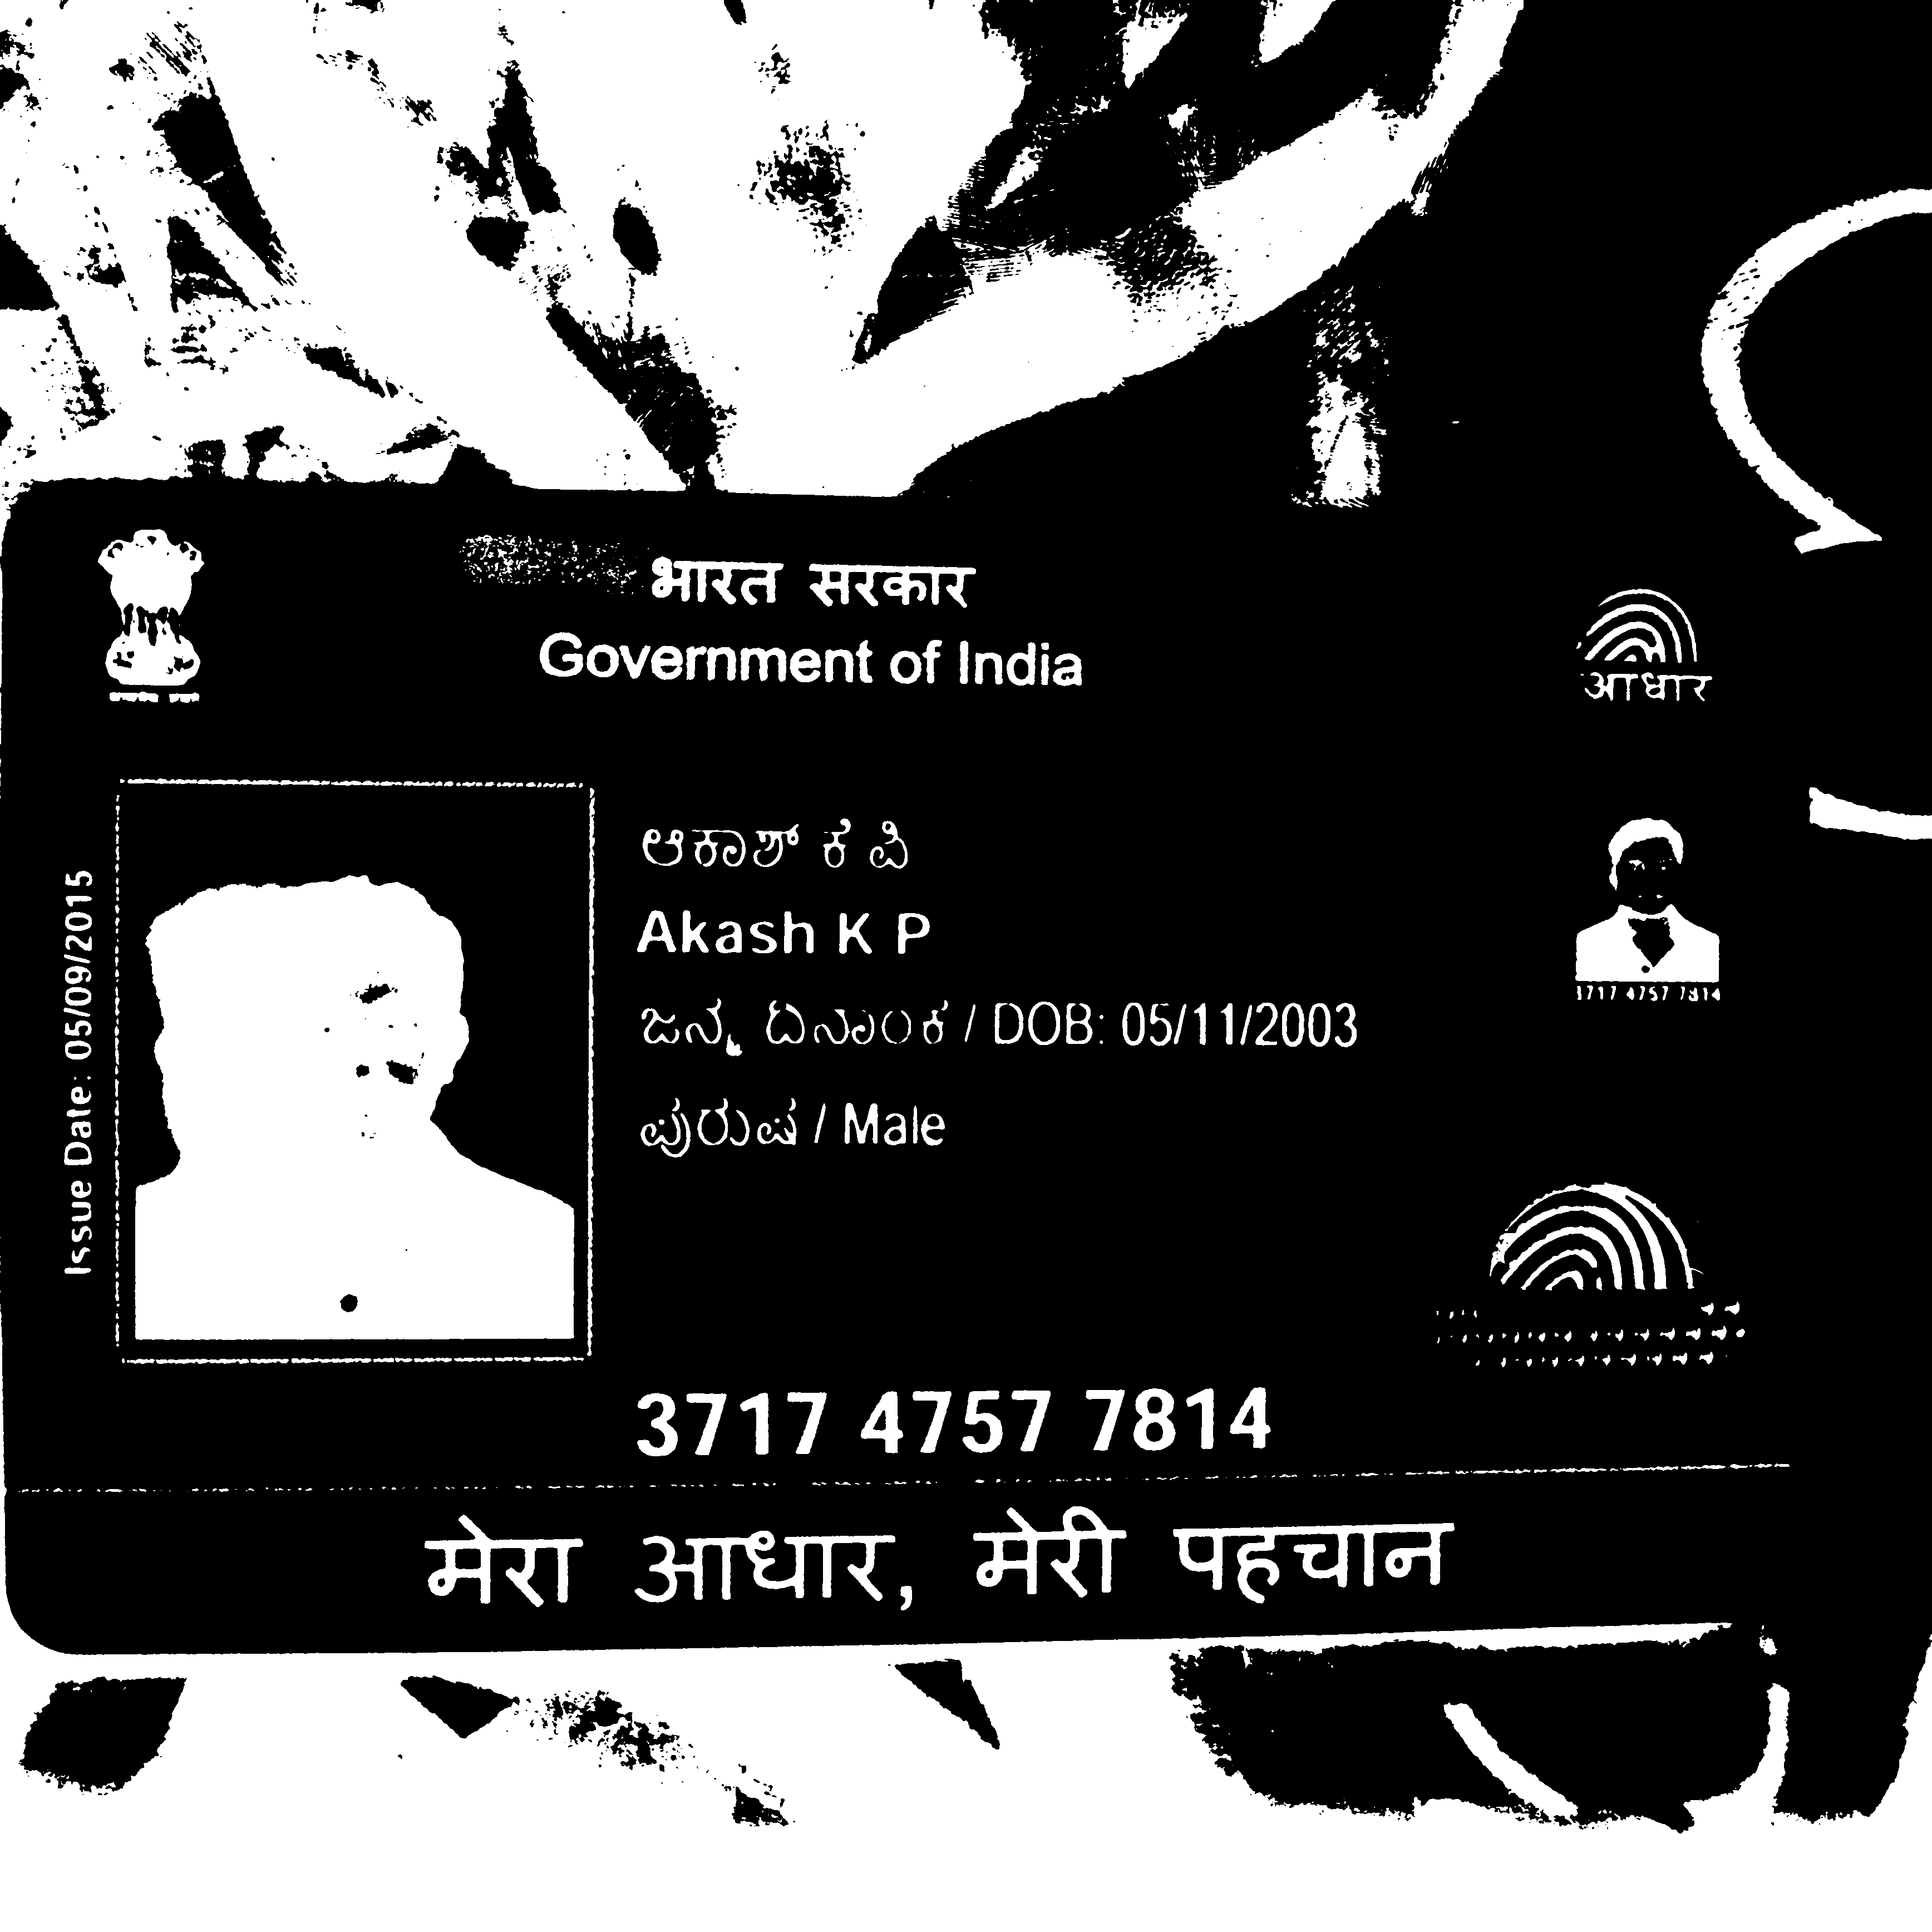 भारत सरकार
Government of India
आधार
ಆಕಾಶ್ ಕೆ ಪಿ
Akash K P
ಜನ್ಮ ದಿನಾಂಕ / DOB: 05/11/2003
ಪುರುಷ / Male
Issue Date: 05/09/2015
3717 4757 7814
3717 4757 7814
मेरा आधार, मेरी पहचान